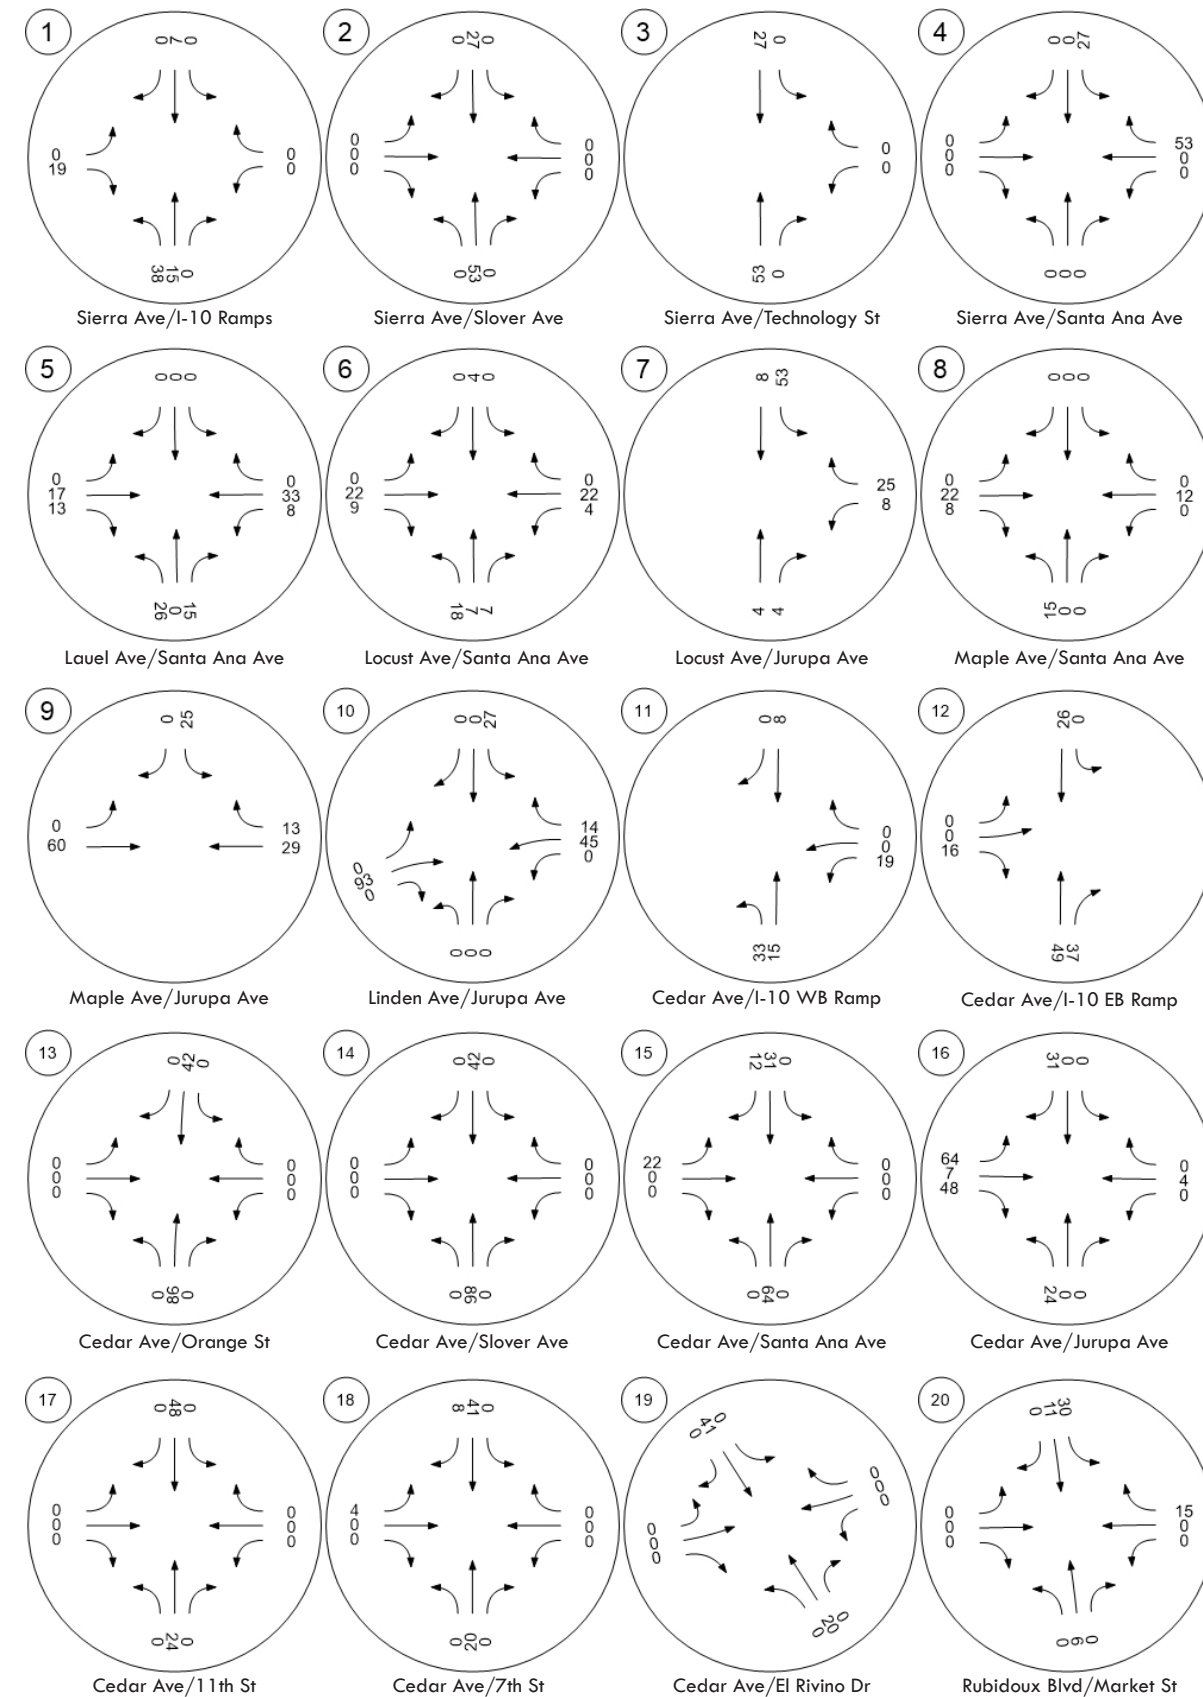 1
0 7 0
0
19
0
0
38 15 0
Sierra Ave/I-10 Ramps
2
0 27 0
0
0
0
0
0
0
0 53 0
Sierra Ave/Slover Ave
3
27 0
0
0
53 0
Sierra Ave/Technology St
4
0 0 27
0
0
0
53
0
0
0 0 0
Sierra Ave/Santa Ana Ave
5
0 0 0
0
17
13
0
33
8
26 0 15
Lauel Ave/Santa Ana Ave
6
0 4 0
0
22
9
0
22
4
18 7 7
Locust Ave/Santa Ana Ave
7
8 53
25
8
4 4
Locust Ave/Jurupa Ave
8
0 0 0
0
22
8
0
12
0
15 0 0
Maple Ave/Santa Ana Ave
9
0 25
0
60
13
29
Maple Ave/Jurupa Ave
10
0 0 27
0
93
0
14
45
0
0 0 0
Linden Ave/Jurupa Ave
11
0 8
0
0
19
33 15
Cedar Ave/I-10 WB Ramp
12
26 0
0
0
16
49 37
Cedar Ave/I-10 EB Ramp
13
0 42 0
0
0
0
0
0
0
0 86 0
Cedar Ave/Orange St
14
0 42 0
0
0
0
0
0
0
0 86 0
Cedar Ave/Slover Ave
15
12 31 0
22
0
0
0
0
0
0 64 0
Cedar Ave/Santa Ana Ave
16
31 0 0
64
7
48
0
4
0
24 0 0
Cedar Ave/Jurupa Ave
17
0 48 0
0
0
0
0
0
0
0 24 0
Cedar Ave/11th St
18
8 41 0
4
0
0
0
0
0
0 20 0
Cedar Ave/7th St
19
0 41 0
0
0
0
0
0
0
0 20 0
Cedar Ave/El Rivino Dr
20
0 11 30
0
0
0
15
0
0
0 6 0
Rubidoux Blvd/Market St